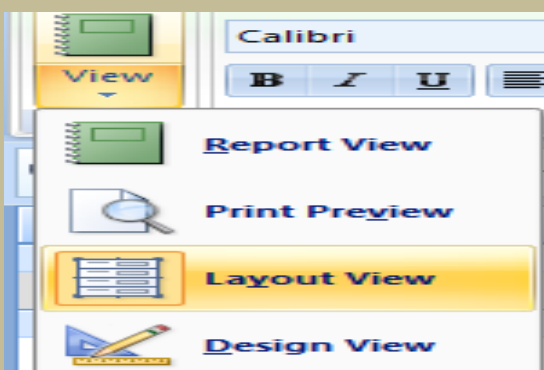 Calibri
View
B I U
Report View
Print Preview
Layout View
Design View